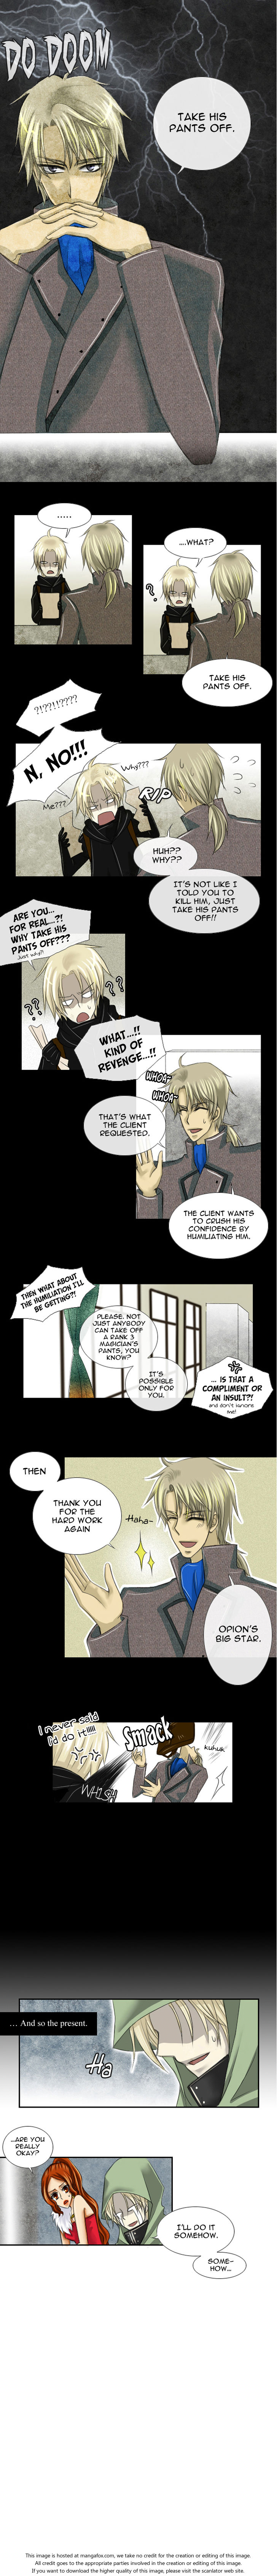 DO DOOM
TAKE HIS
PANTS OFF.
.....
....WHAT?
TAKE HIS
PANTS OFF.
?!??!!????
N, NO!!!
Why???
Me???
RIP
HUH??
WHY??
IT'S NOT LIKE I
TOLD YOU TO
KILL HIM, JUST
TAKE HIS PANTS
OFF!!
ARE YOU...
FOR REAL...?!
WHY TAKE HIS
PANTS OFF???
Just why?!
??
??
WHAT...!!
KIND OF
REVENGE...!!
WHOA~
WHOA~
THAT'S WHAT
THE CLIENT
REQUESTED.
THE CLIENT WANTS
TO CRUSH HIS
CONFIDENCE BY
HUMILIATING HIM.
THEN WHAT ABOUT
THE HUMILIATION I'LL
BE GETTING?!
PLEASE. NOT
JUST ANYBODY
CAN TAKE OFF
A RANK 3
MAGICIAN'S
PANTS, YOU
KNOW?
IT'S
POSSIBLE
ONLY FOR
YOU.
... IS THAT A
COMPLIMENT OR
AN INSULT?!
and don't ignore
me!
THEN
THANK YOU
FOR THE
HARD WORK
AGAIN
-Haha-
OPION'S
BIG STAR.
I never said
I'd do it!!!!!
Smack
kuhuk
WHISH
... And so the present.
Ha
...ARE YOU
REALLY
OKAY?
I'LL DO IT
SOMEHOW.
SOME-
HOW...
This image is hosted at mangafox.com, we take no credit for the creation or editing of this image.
All credit goes to the appropriate parties involved in the creation or editing of this image.
If you want to download the higher quality of this image, please visit the scanlator web site.